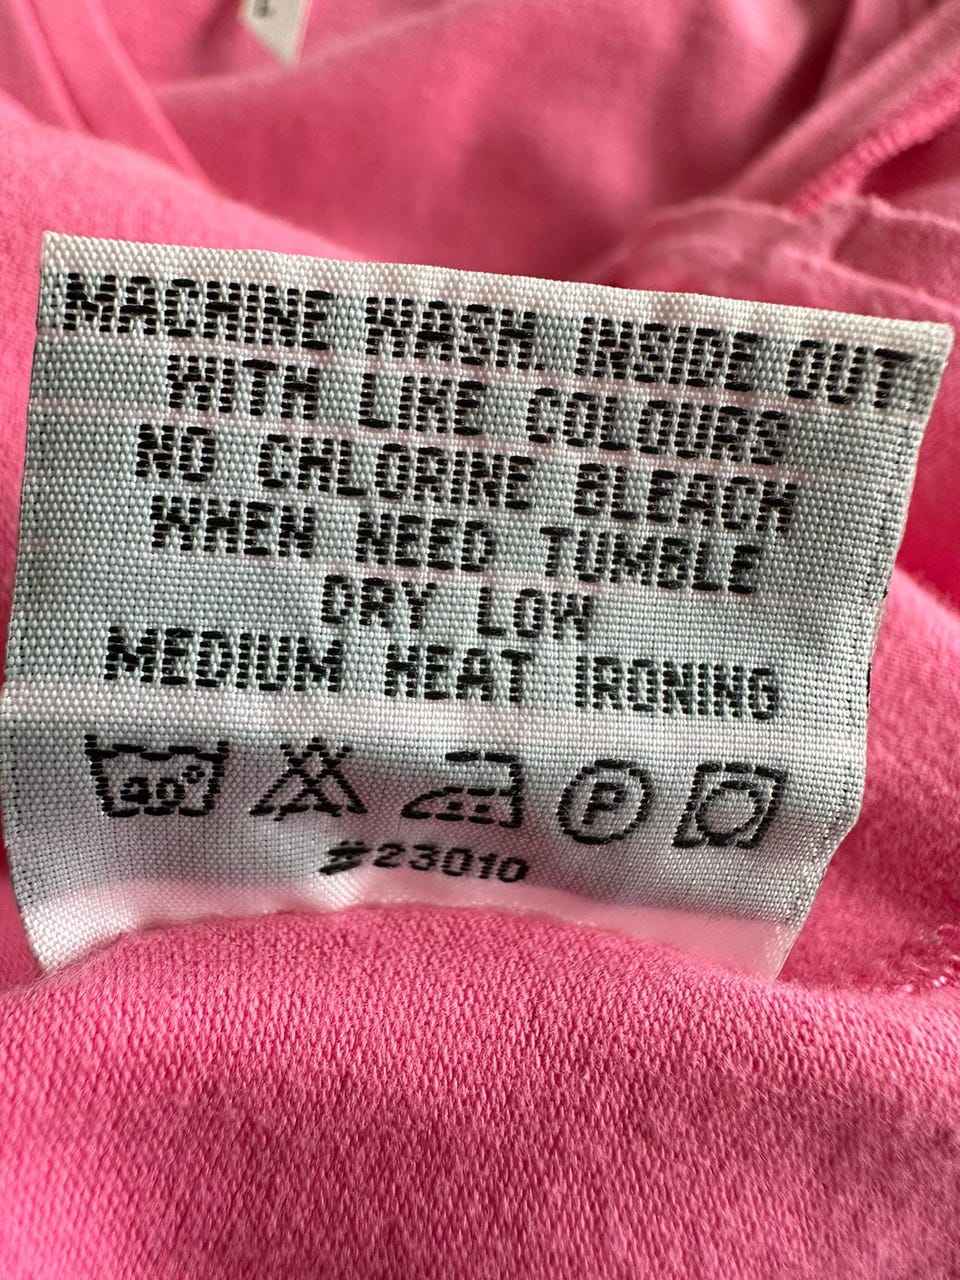 MACHINE WASH INSIDE OUT
WITH LIKE COLOURS
NO CHLORINE BLEACH
WHEN NEED TUMBLE
DRY LOW
MEDIUM HEAT IRONING
40°
P
23010